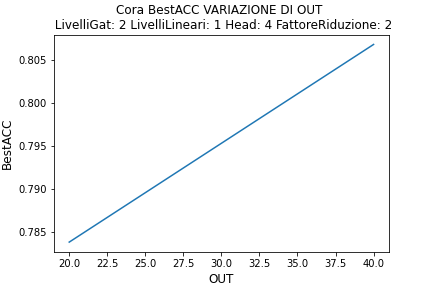 Cora BestACC VARIAZIONE DI OUT
LivelliGat: 2 LivelliLineari: 1 Head: 4 FattoreRiduzione: 2
0.805
0.800
0.795
0.790
0.785
BestACC
20.0 22.5 25.0 27.5 30.0 32.5 35.0 37.5 40.0
OUT